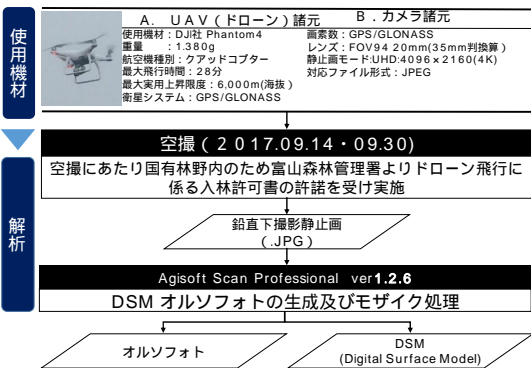 使用機材
A. UAV(ドローン)諸元
使用機材:DJI社 Phantom4
重量 :1.380g
航空機種別:クアッドコプター
最大飛行時間:28分
最大実用上昇限度:6,000m(海抜)
衛星システム:GPS/GLONASS
B.カメラ諸元
画素数:GPS/GLONASS
レンズ:FOV94 20mm(35mm判換算)
静止画モード:UHD:4096x2160(4K)
対応ファイル形式:JPEG
解析
空撮(2017.09.14・09.30)
空撮にあたり国有林野内のため富山森林管理署よりドローン飛行に
係る入林許可書の許諾を受け実施
鉛直下撮影静止画
(.JPG)
Agisoft Scan Professional ver1.2.6
DSM オルソフォトの生成及びモザイク処理
オルソフォト
DSM
(Digital Surface Model)